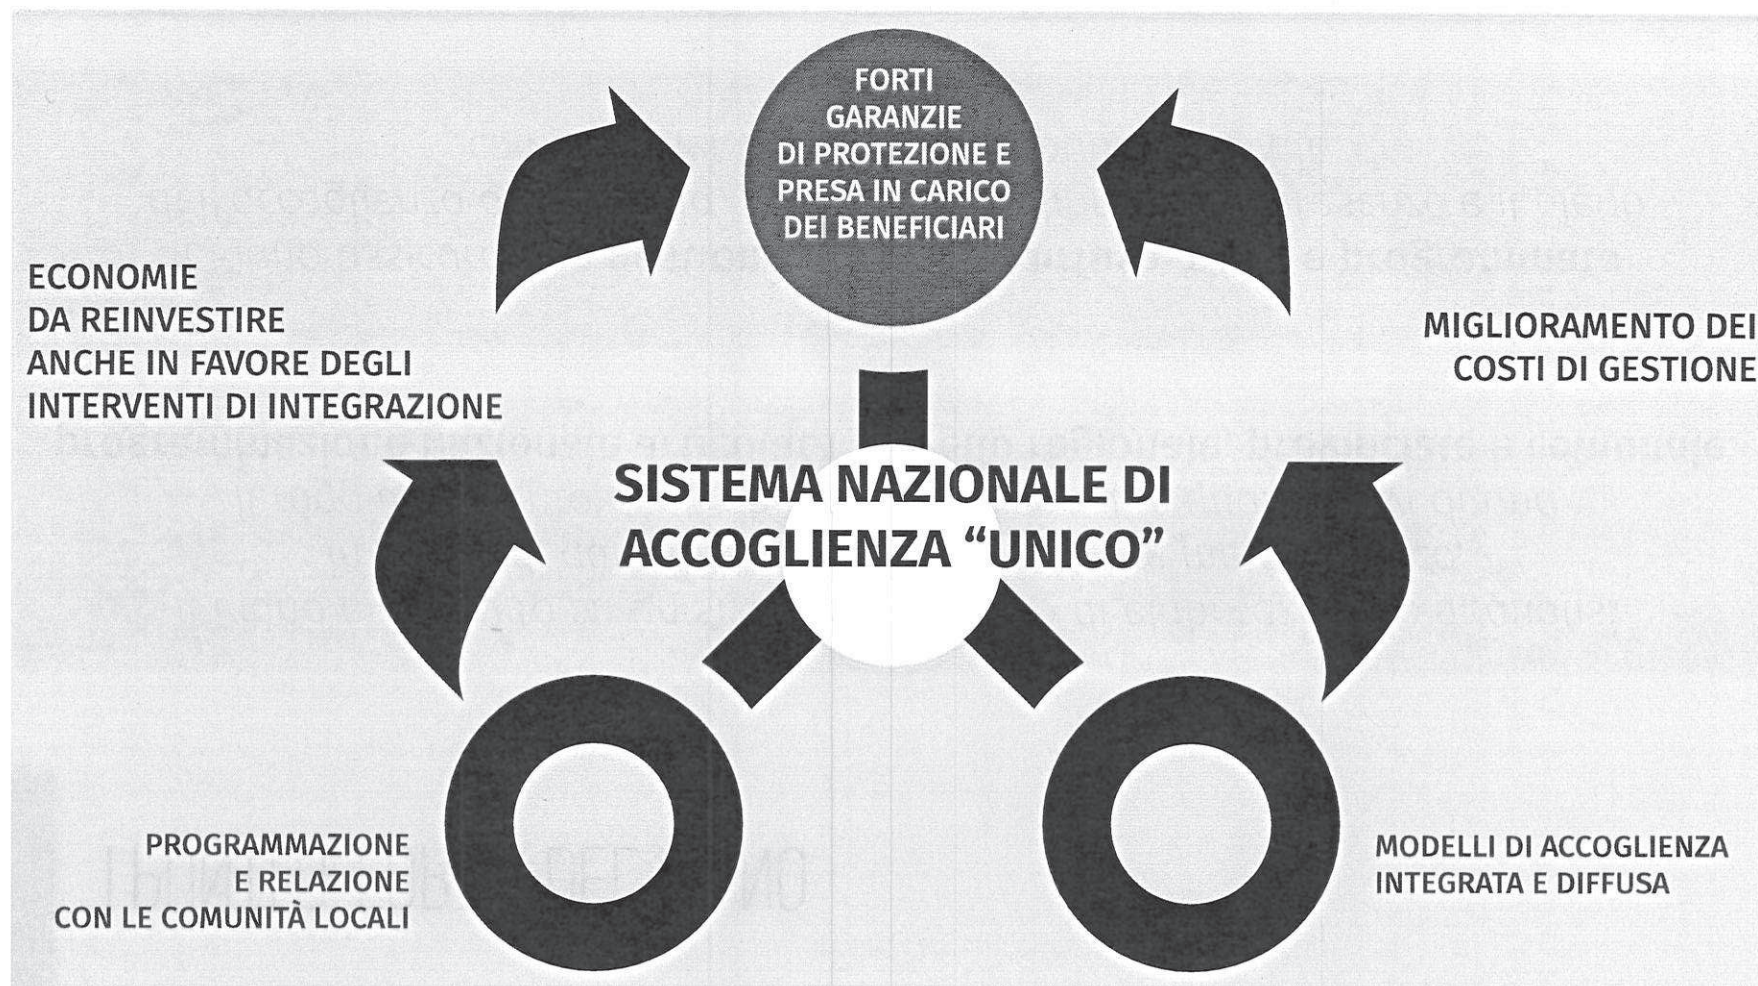 FORTI
GARANZIE
DI PROTEZIONE E
PRESA IN CARICO
DEI BENEFICIARI
ECONOMIE
DA REINVESTIRE
ANCHE IN FAVORE DEGLI
INTERVENTI DI INTEGRAZIONE
MIGLIORAMENTO DEI
COSTI DI GESTIONE
SISTEMA NAZIONALE DI
ACCOGLIENZA “UNICO”
PROGRAMMAZIONE
E RELAZIONE
CON LE COMUNITÀ LOCALI
MODELLI DI ACCOGLIENZA
INTEGRATA E DIFFUSA